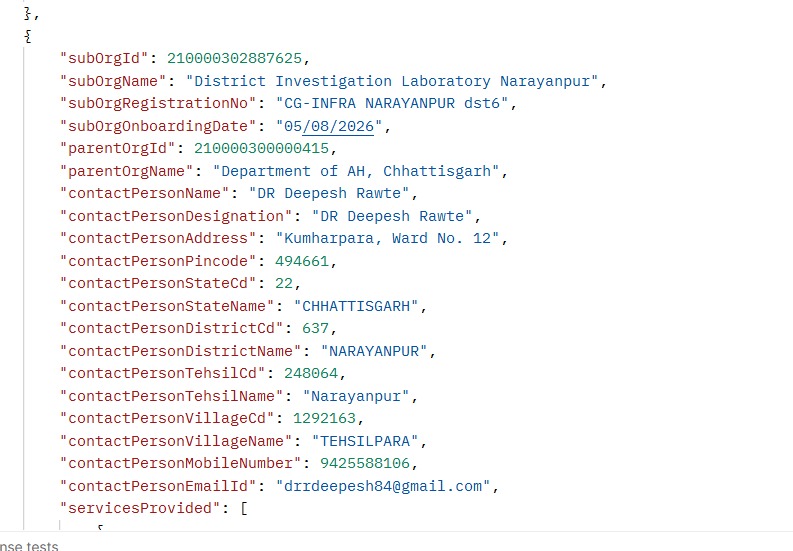 },
{
"subOrgId": 210000302887625,
"subOrgName": "District Investigation Laboratory Narayanpur",
"subOrgRegistrationNo": "CG-INFRA NARAYANPUR dst6",
"subOrgOnboardingDate": "05/08/2026",
"parentOrgId": 210000300000415,
"parentOrgName": "Department of AH, Chhattisgarh",
"contactPersonName": "DR Deepesh Rawte",
"contactPersonDesignation": "DR Deepesh Rawte",
"contactPersonAddress": "Kumharpara, Ward No. 12",
"contactPersonPincode": 494661,
"contactPersonStateCd": 22,
"contactPersonStateName": "CHHATTISGARH",
"contactPersonDistrictCd": 637,
"contactPersonDistrictName": "NARAYANPUR",
"contactPersonTehsilCd": 248064,
"contactPersonTehsilName": "Narayanpur",
"contactPersonVillageCd": 1292163,
"contactPersonVillageName": "TEHSILPARA",
"contactPersonMobileNumber": 9425588106,
"contactPersonEmailId": "drrdeepesh84@gmail.com",
"servicesProvided": [
{
nse tests